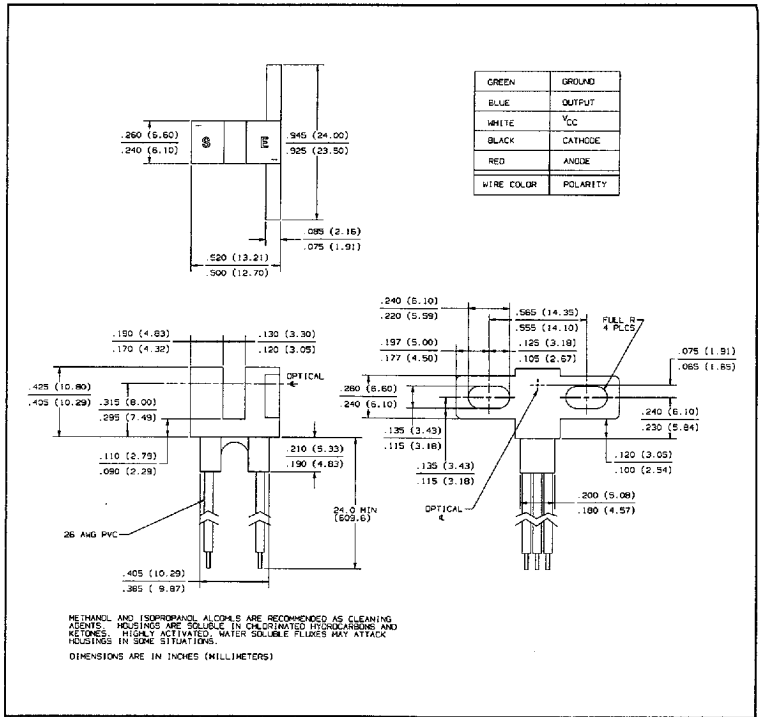 GREEN GROUND
BLUE OUTPUT
WHITE VCC
BLACK CATHODE
RED ANODE
WIRE COLOR POLARITY
.260 (6.60)
.240 (6.10)
S
E
.945 (24.00)
.925 (23.50)
.085 (2.16)
.075 (1.91)
.520 (13.21)
.500 (12.70)
.190 (4.83)
.170 (4.32)
.130 (3.30)
.120 (3.05)
OPTICAL
℄
.425 (10.80)
.405 (10.29)
.315 (8.00)
.295 (7.49)
.110 (2.79)
.090 (2.29)
.210 (5.33)
.190 (4.83)
24.0 MIN
(609.6)
26 AWG PVC
.405 (10.29)
.385 ( 9.87)
.240 (6.10)
.220 (5.59)
.565 (14.35)
.555 (14.10)
FULL R
4 PLCS
.197 (5.00)
.177 (4.50)
.125 (3.18)
.105 (2.67)
.075 (1.91)
.065 (1.65)
.260 (6.60)
.240 (6.10)
.240 (6.10)
.230 (5.84)
.135 (3.43)
.115 (3.18)
.135 (3.43)
.115 (3.18)
.120 (3.05)
.100 (2.54)
OPTICAL
℄
.200 (5.08)
.180 (4.57)
METHANOL AND ISOPROPANOL ALCOHLS ARE RECOMMENDED AS CLEANING
AGENTS. HOUSINGS ARE SOLUBLE IN CHLORINATED HYDROCARBONS AND
KETONES. HIGHLY ACTIVATED, WATER SOLUBLE FLUXES MAY ATTACK
HOUSINGS IN SOME SITUATIONS.
DIMENSIONS ARE IN INCHES (MILLIMETERS)